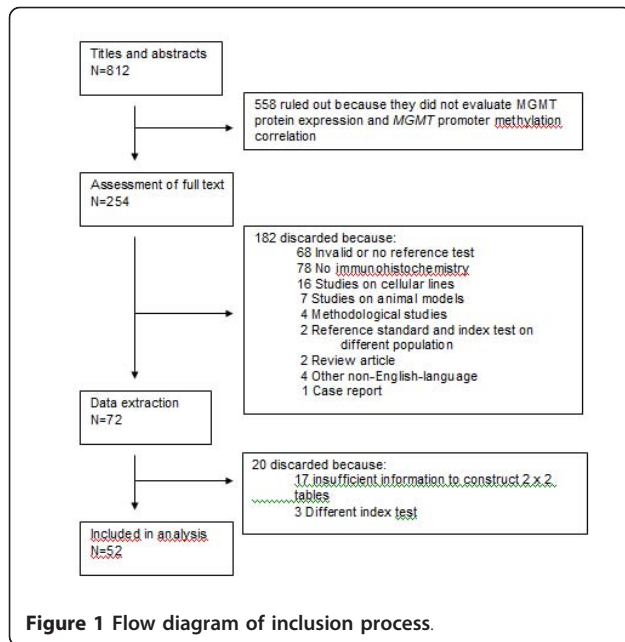 Titles and abstracts
N=812
558 ruled out because they did not evaluate MGMT
protein expression and MGMT promoter methylation
correlation
Assessment of full text
N=254
182 discarded because:
68 Invalid or no reference test
78 No immunohistochemistry
16 Studies on cellular lines
7 Studies on animal models
4 Methodological studies
2 Reference standard and index test on
different population
2 Review article
4 Other non-English-language
1 Case report
Data extraction
N=72
20 discarded because:
17 insufficient information to construct 2 x 2
tables
3 Different index test
Included in analysis
N=52
Figure 1 Flow diagram of inclusion process.